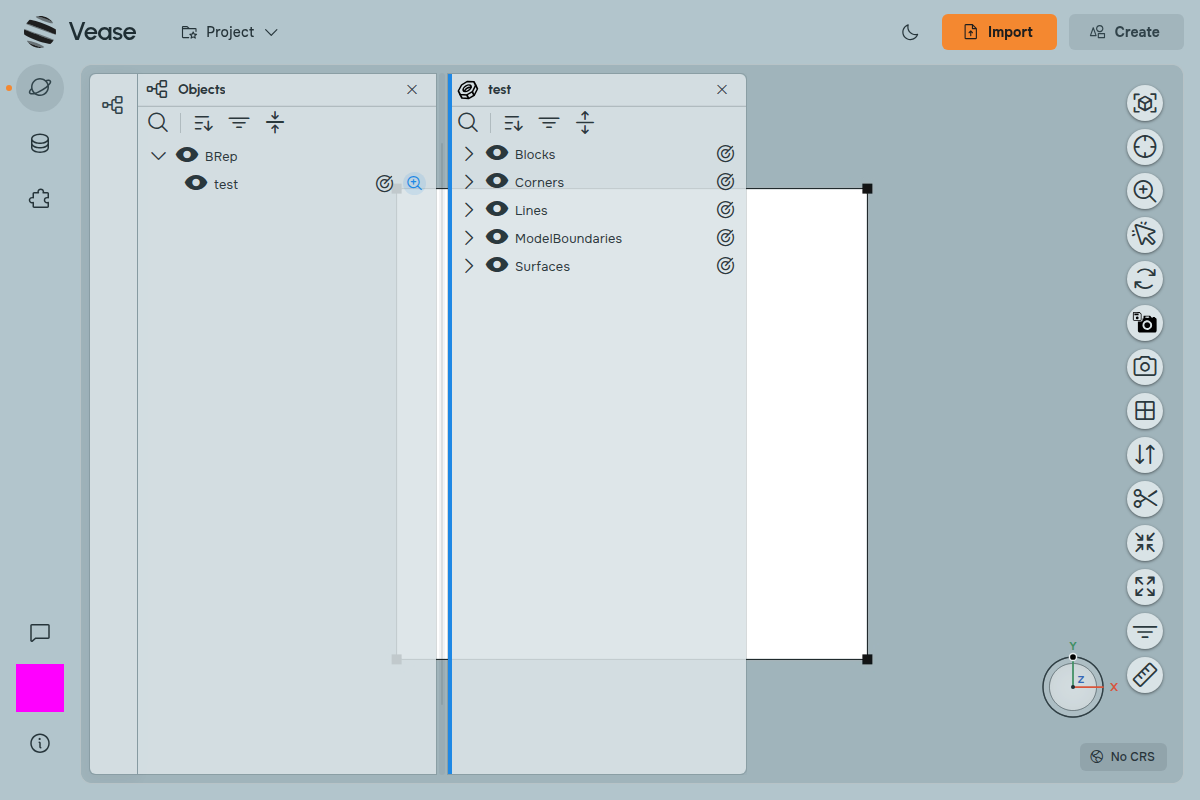 Vease
Project
Import
Create
Objects
test
BRep
test
Blocks
Corners
Lines
ModelBoundaries
Surfaces
Y
Z
X
No CRS